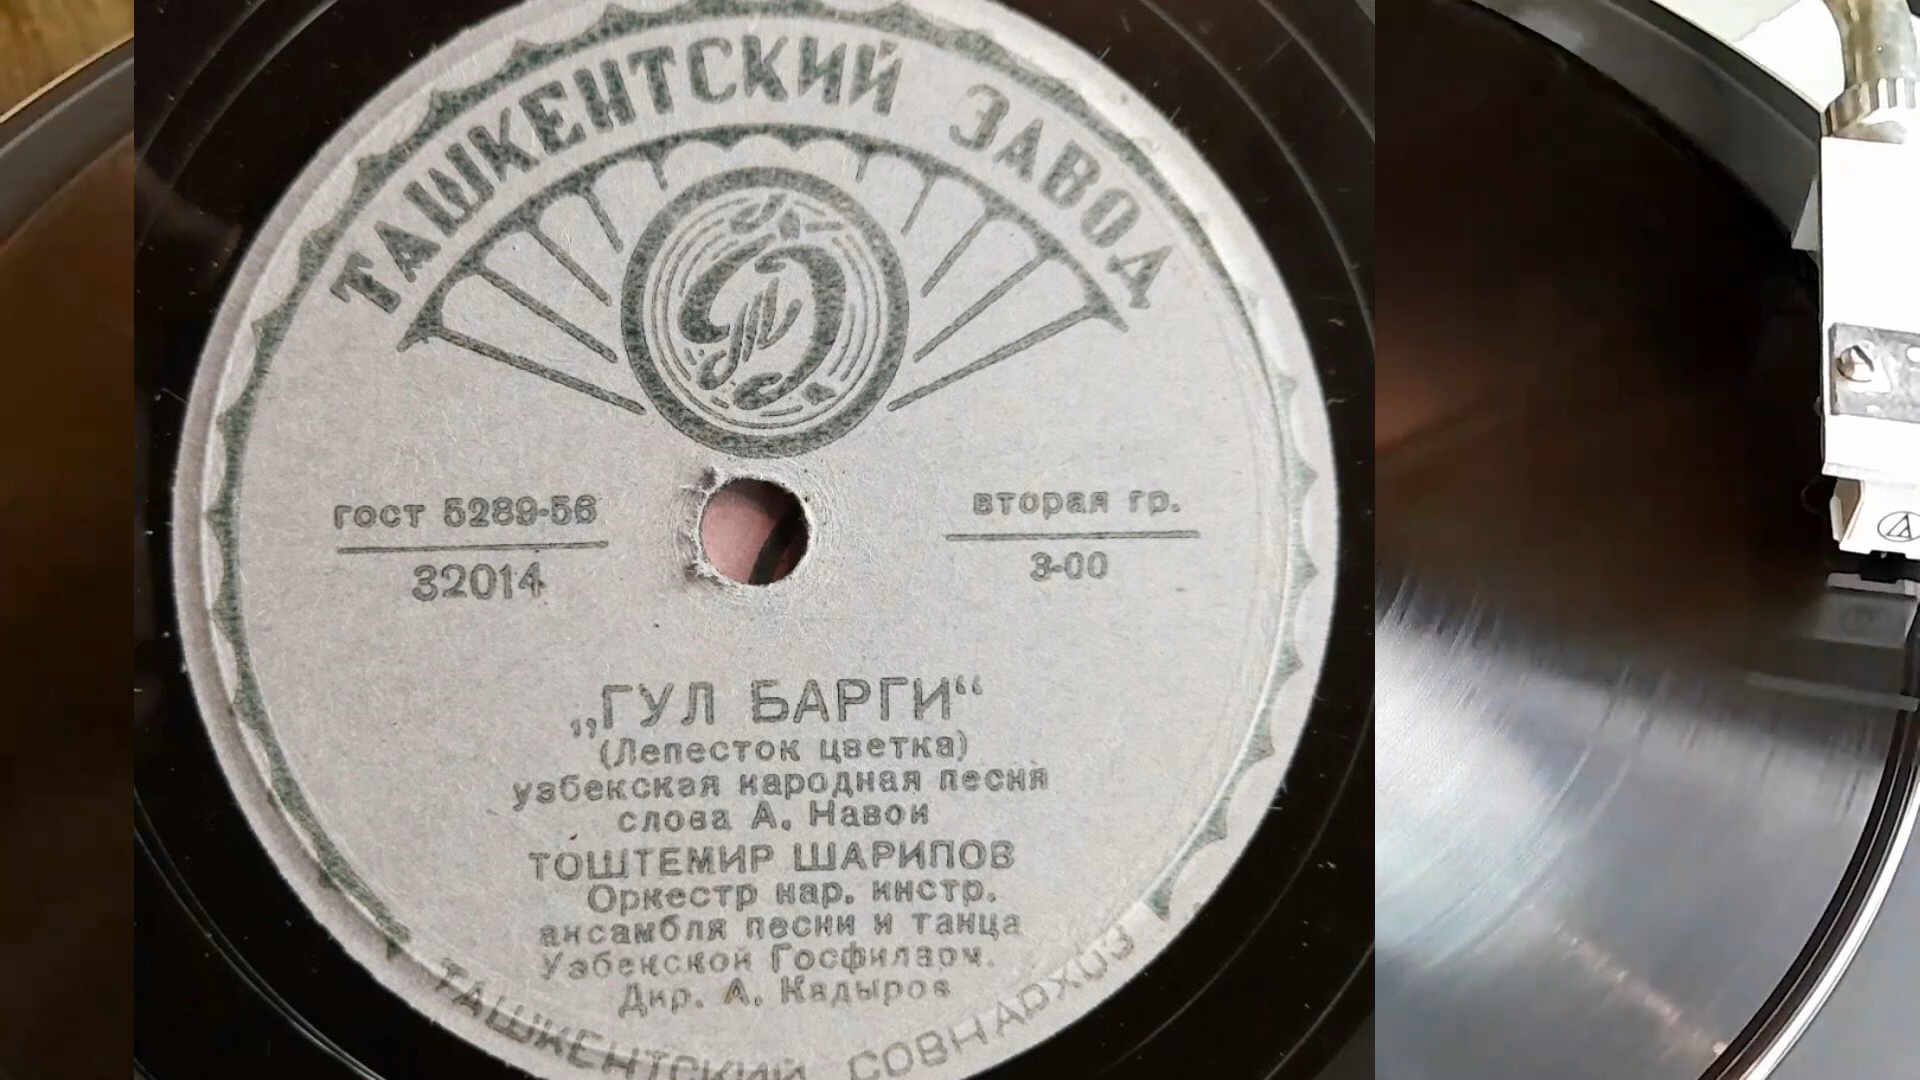 ТАШКЕНТСКИЙ ЗАВОД
гост 5289-56
32014
вторая гр.
3-00
„ГУЛ БАРГИ“
(Лепесток цветка)
узбекская народная песня
слова А. Навои
ТОШТЕМИР ШАРИПОВ
Оркестр нар. инстр.
ансамбля песни и танца
Узбекской Госфиларм.
Дир. А. Кадыров
ТАШКЕНТСКИЙ СОВНАРХОЗ